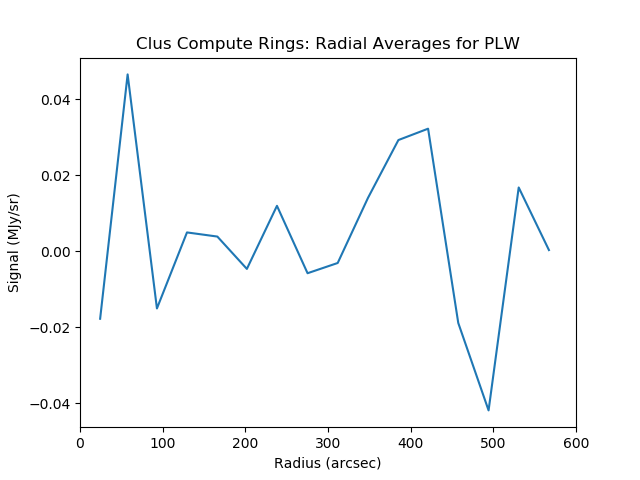 Clus Compute Rings: Radial Averages for PLW
Signal (MJy/sr)
0.04
0.02
0.00
−0.02
−0.04
0 100 200 300 400 500 600
Radius (arcsec)